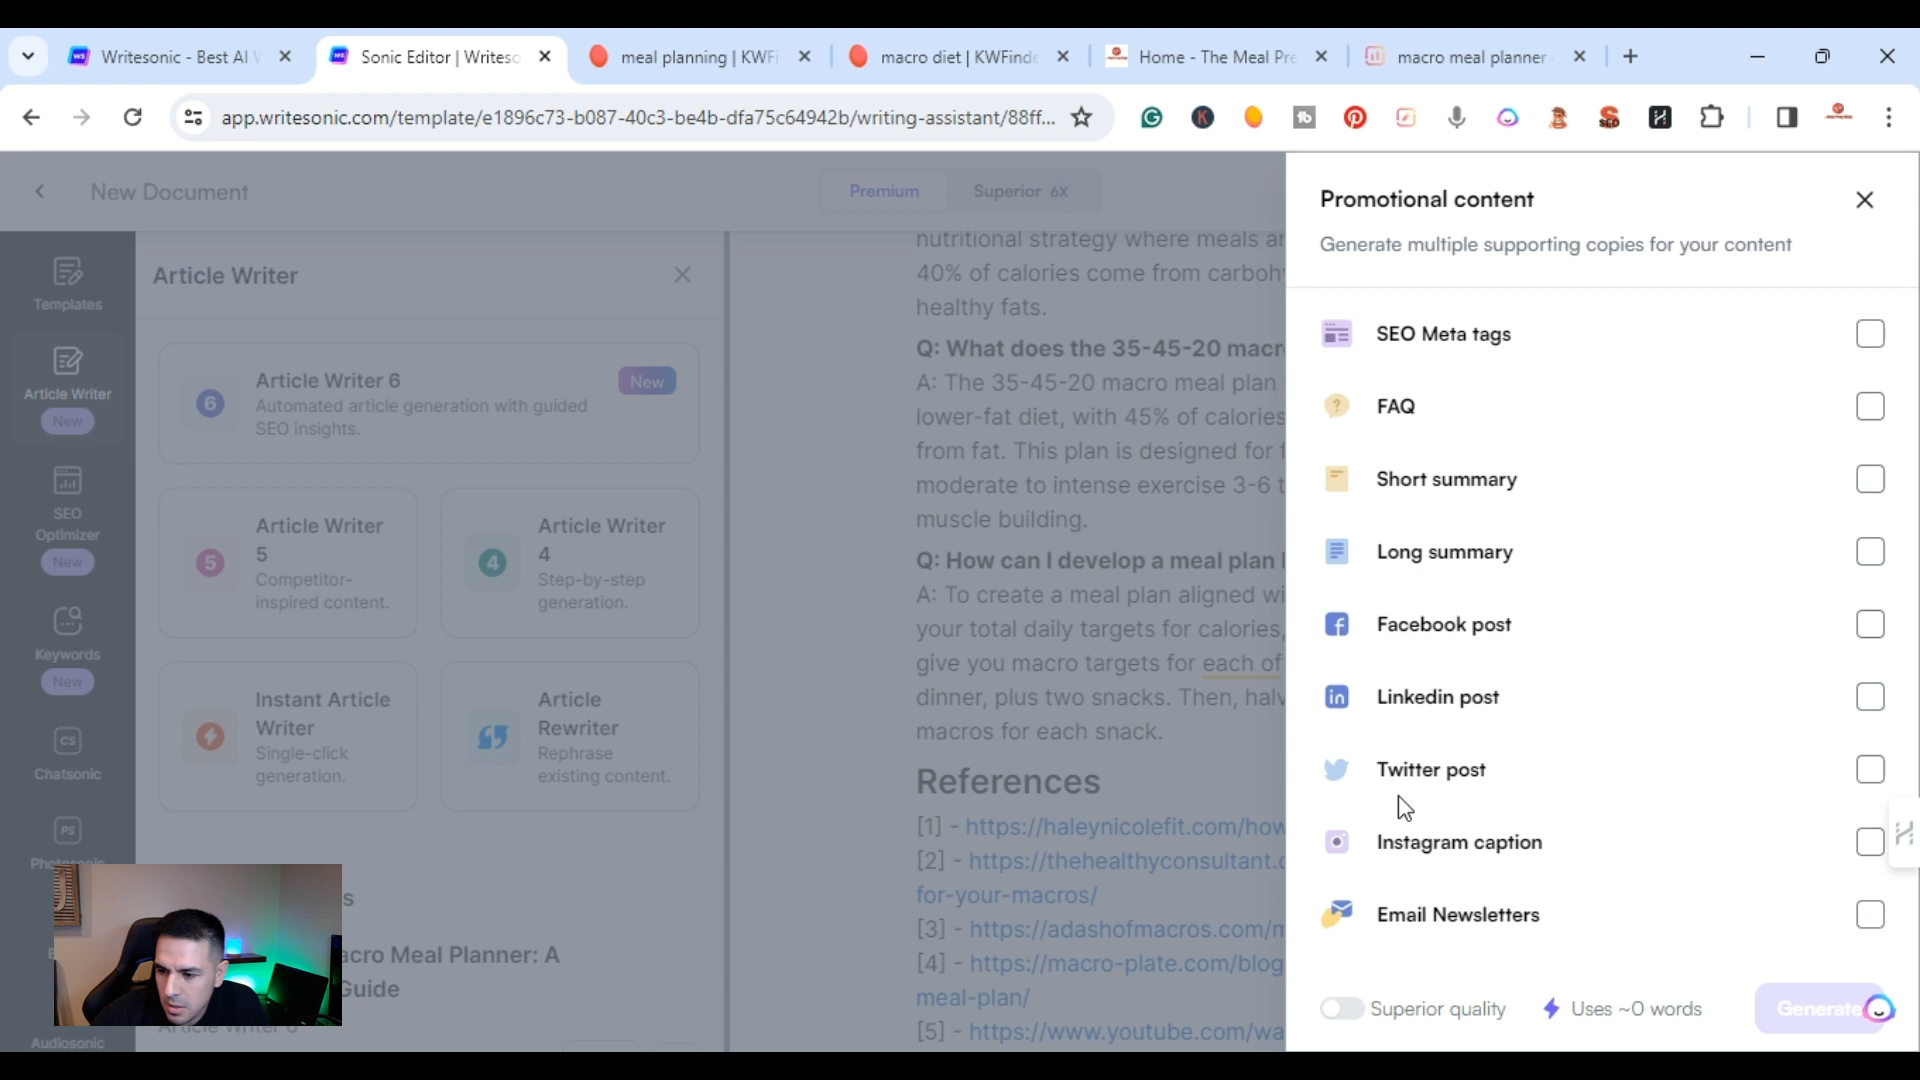 Writesonic - Best AI
Sonic Editor | Writeso
meal planning | KWFi
macro diet | KWFinde
Home - The Meal Pre
macro meal planner
app.writesonic.com/template/e1896c73-b087-40c3-be4b-dfa75c64942b/writing-assistant/88ff...
New Document
Premium
Superior 6X
Templates
Article Writer
New
SEO
Optimizer
New
Keywords
New
Chatsonic
Audiosonic
Article Writer
Article Writer 6
New
Automated article generation with guided
SEO insights.
Article Writer
5
Competitor-
inspired content.
Article Writer
4
Step-by-step
generation.
Instant Article
Writer
Single-click
generation.
Article
Rewriter
Rephrase
existing content.
acro Meal Planner: A
Guide
nutritional strategy where meals ar
40% of calories come from carbohy
healthy fats.
Q: What does the 35-45-20 macr
A: The 35-45-20 macro meal plan
lower-fat diet, with 45% of calories
from fat. This plan is designed for f
moderate to intense exercise 3-6 t
muscle building.
Q: How can I develop a meal plan
A: To create a meal plan aligned wi
your total daily targets for calories,
give you macro targets for each of
dinner, plus two snacks. Then, halv
macros for each snack.
References
[1] - https://haleynicolefit.com/how
[2] - https://thehealthyconsultant.c
for-your-macros/
[3] - https://adashofmacros.com/m
[4] - https://macro-plate.com/blog
meal-plan/
[5] - https://www.youtube.com/wa
Promotional content
Generate multiple supporting copies for your content
SEO Meta tags
FAQ
Short summary
Long summary
Facebook post
Linkedin post
Twitter post
Instagram caption
Email Newsletters
Superior quality
Uses ~0 words
Generate